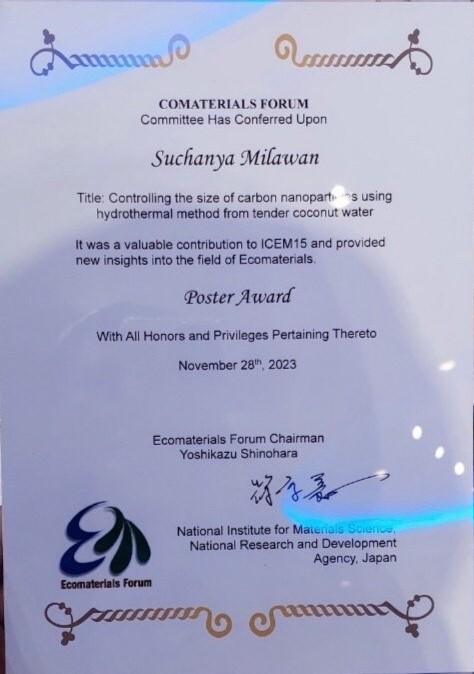 COMATERIALS FORUM
Committee Has Conferred Upon
Suchanya Milawan
Title: Controlling the size of carbon nanoparticles using
hydrothermal method from tender coconut water
It was a valuable contribution to ICEM15 and provided
new insights into the field of Ecomaterials.
Poster Award
With All Honors and Privileges Pertaining Thereto
November 28th, 2023
Ecomaterials Forum Chairman
Yoshikazu Shinohara
National Institute for Materials Science,
National Research and Development
Agency, Japan
Ecomaterials Forum